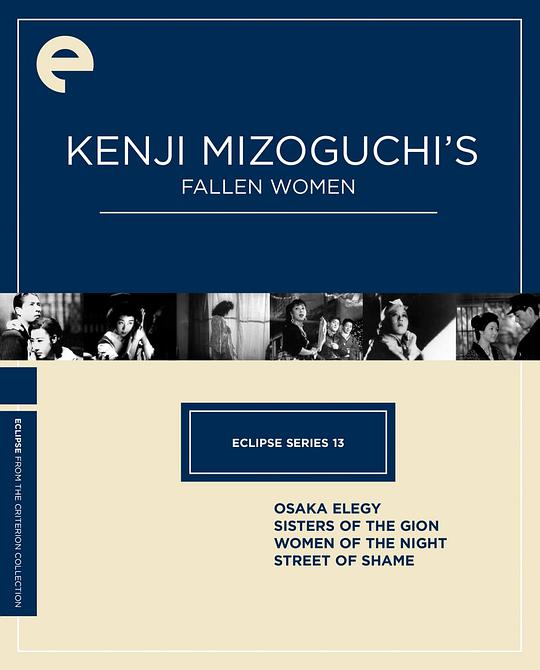 e
KENJI MIZOGUCHI'S
FALLEN WOMEN
ECLIPSE SERIES 13
OSAKA ELEGY
SISTERS OF THE GION
WOMEN OF THE NIGHT
STREET OF SHAME
ECLIPSE FROM THE CRITERION COLLECTION